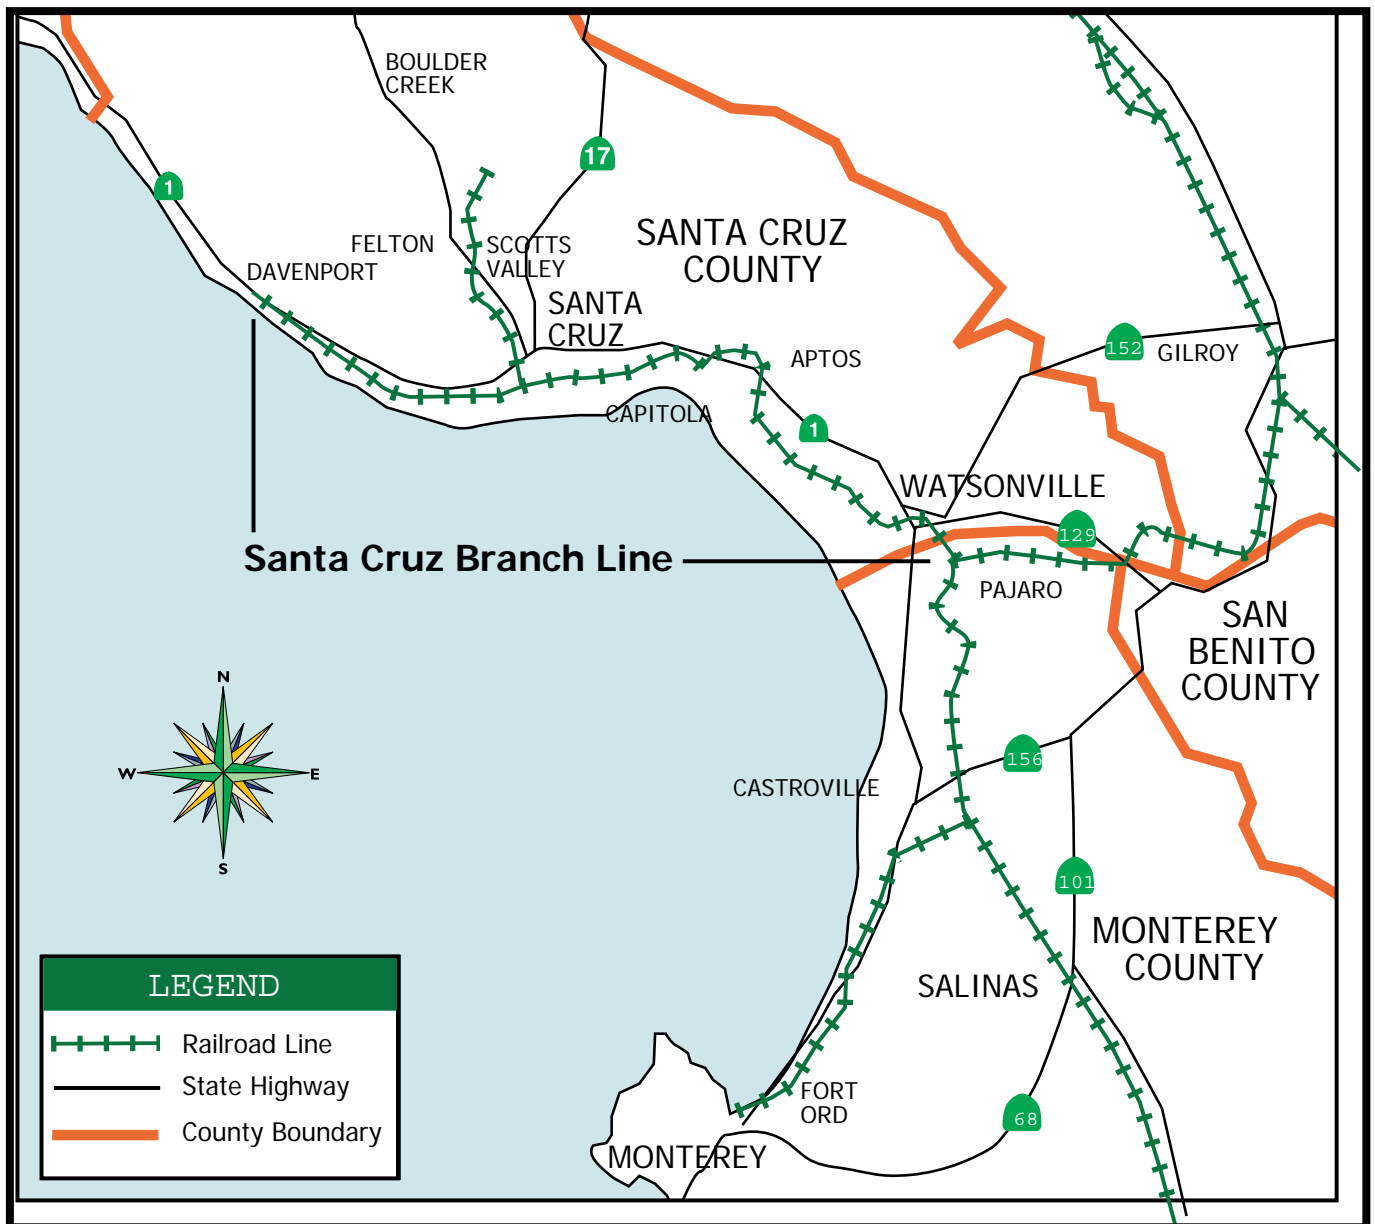 BOULDER
CREEK
17
1
SANTA CRUZ
COUNTY
FELTON
SCOTTS
VALLEY
DAVENPORT
SANTA
CRUZ
152
GILROY
APTOS
CAPITOLA
1
WATSONVILLE
129
Santa Cruz Branch Line
PAJARO
SAN
BENITO
COUNTY
N
W
E
S
156
CASTROVILLE
101
MONTEREY
COUNTY
SALINAS
LEGEND
Railroad Line
State Highway
County Boundary
FORT
ORD
68
MONTEREY